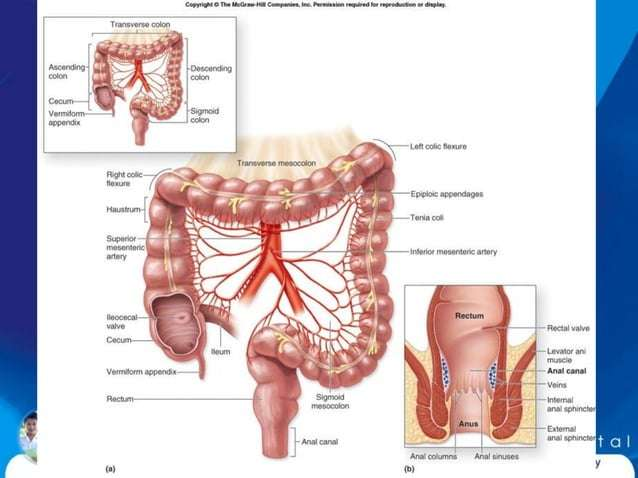 Copyright © The McGraw-Hill Companies, Inc. Permission required for reproduction or display.
Transverse colon
Ascending
colon
Descending
colon
Cecum
Vermiform
appendix
Sigmoid
colon
Left colic flexure
Transverse mesocolon
Right colic
flexure
Epiploic appendages
Haustrum
Tenia coli
Superior
mesenteric
artery
Inferior mesenteric artery
Ileocecal
valve
Cecum
Ileum
Vermiform appendix
Rectum
Sigmoid
mesocolon
Anal canal
(a)
Rectum
Rectal valve
Levator ani
muscle
Anal canal
Veins
Internal
anal sphincter
Anus
External
anal sphincter
Anal columns
Anal sinuses
(b)
t a l
y